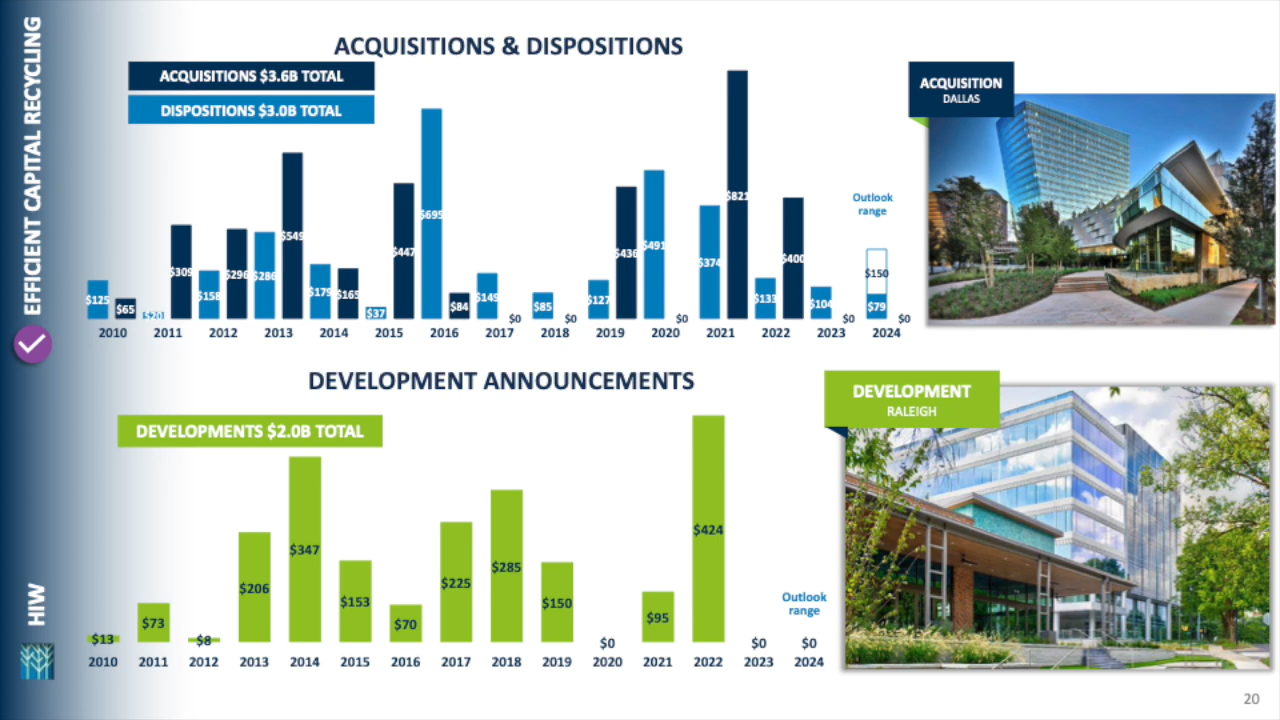 EFFICIENT CAPITAL RECYCLING
HIW
ACQUISITIONS & DISPOSITIONS
ACQUISITIONS $3.6B TOTAL
DISPOSITIONS $3.0B TOTAL
$125 $65 $20 $309 $158 $296 $286 $549 $179 $165 $37 $447 $695 $84 $149 $0 $85 $0 $127 $436 $491 $0 $374 $821 $133 $400 $104 $0 $79 $150 $0
Outlook
range
2010 2011 2012 2013 2014 2015 2016 2017 2018 2019 2020 2021 2022 2023 2024
ACQUISITION
DALLAS
DEVELOPMENT ANNOUNCEMENTS
DEVELOPMENTS $2.0B TOTAL
$13 $73 $8 $206 $347 $153 $70 $225 $285 $150 $0 $95 $424 $0 $0
Outlook
range
2010 2011 2012 2013 2014 2015 2016 2017 2018 2019 2020 2021 2022 2023 2024
DEVELOPMENT
RALEIGH
20